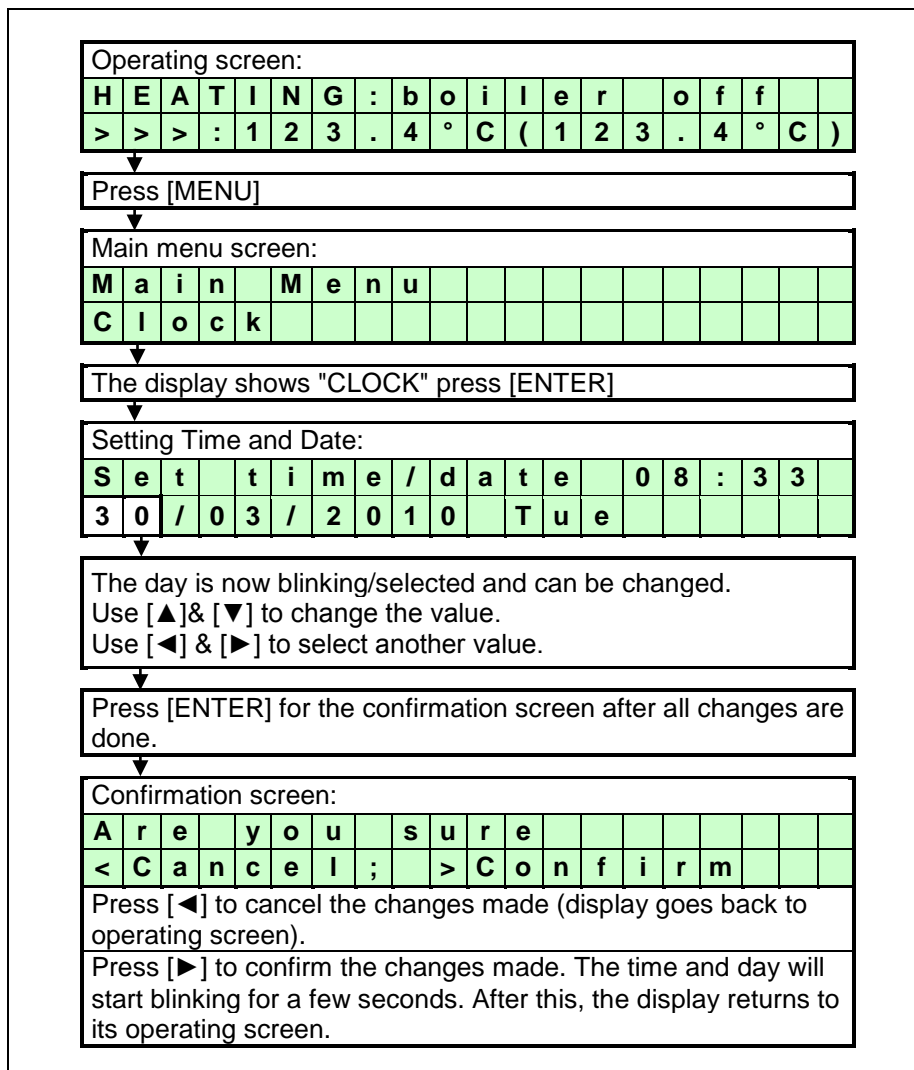 Operating screen:
HEATING:boiler off
>>>:123.4°C(123.4°C)
Press [MENU]
Main menu screen:
Main Menu
Clock
The display shows "CLOCK" press [ENTER]
Setting Time and Date:
Set time/date 08:33
30/03/2010 Tue
The day is now blinking/selected and can be changed.
Use [▲]& [▼] to change the value.
Use [◄] & [►] to select another value.
Press [ENTER] for the confirmation screen after all changes are
done.
Confirmation screen:
Are you sure
<Cancel; >Confirm
Press [◄] to cancel the changes made (display goes back to
operating screen).
Press [►] to confirm the changes made. The time and day will
start blinking for a few seconds. After this, the display returns to
its operating screen.